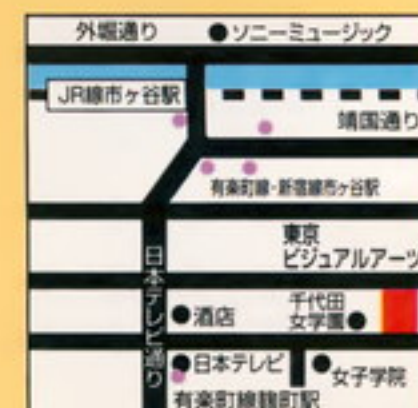 外堀通り
●ソニーミュージック
JR線市ヶ谷駅
靖国通り
有楽町線・新宿線市ヶ谷駅
東京
ビジュアルアーツ
日本テレビ通り
●酒店
千代田
女学園●
●日本テレビ
●女子学院
有楽町線麹町駅